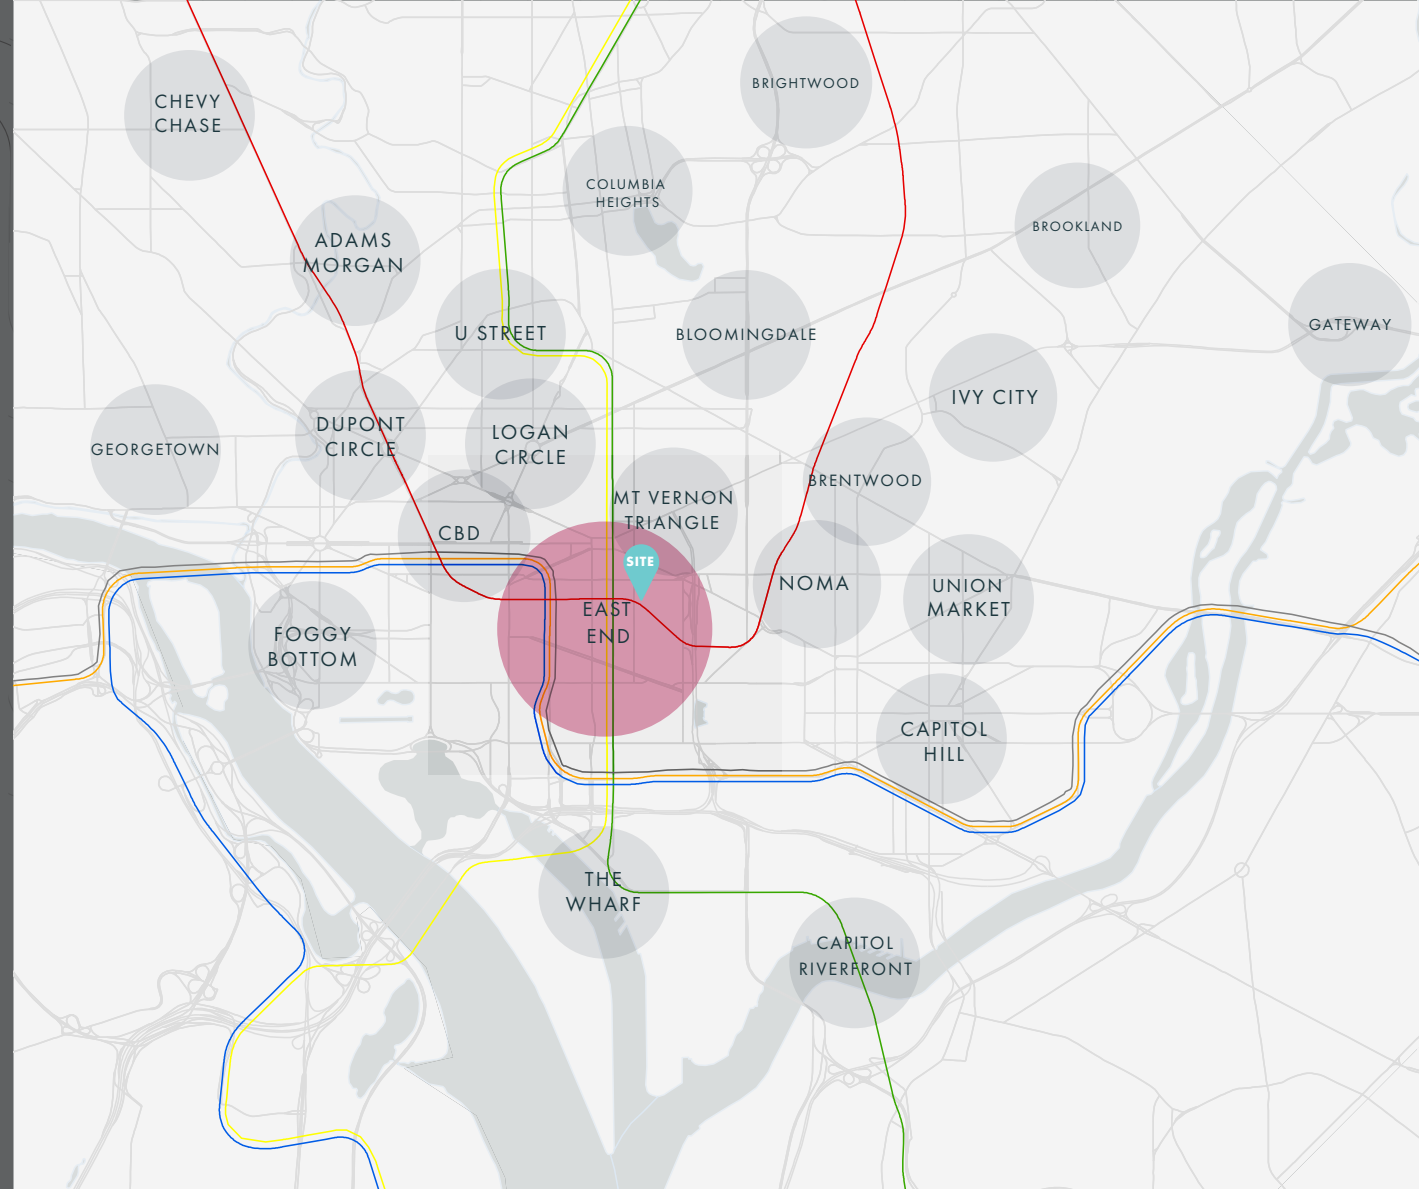 BRIGHTWOOD
CHEVY
CHASE
COLUMBIA
HEIGHTS
BROOKLAND
ADAMS
MORGAN
GATEWAY
U STREET
BLOOMINGDALE
IVY CITY
DUPONT
CIRCLE
LOGAN
CIRCLE
GEORGETOWN
BRENTWOOD
MT VERNON
TRIANGLE
CBD
SITE
NOMA
UNION
MARKET
EAST
END
FOGGY
BOTTOM
CAPITOL
HILL
THE
WHARF
CAPITOL
RIVERFRONT